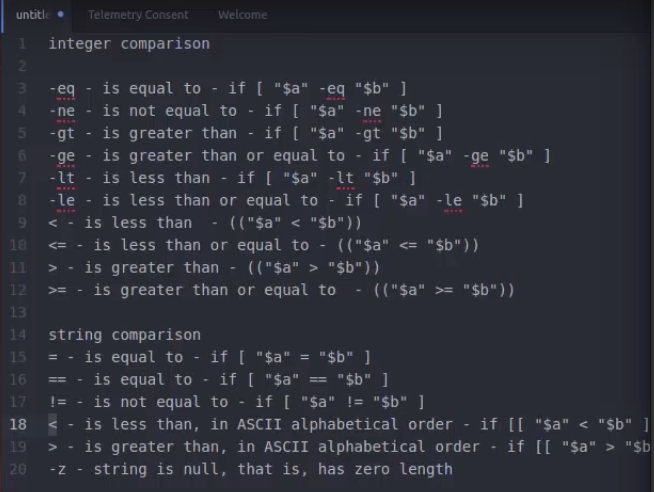 untitle Telemetry Consent Welcome
1 integer comparison
2
3 -eq - is equal to - if [ "$a" -eq "$b" ]
4 -ne - is not equal to - if [ "$a" -ne "$b" ]
5 -gt - is greater than - if [ "$a" -gt "$b" ]
6 -ge - is greater than or equal to - if [ "$a" -ge "$b" ]
7 -lt - is less than - if [ "$a" -lt "$b" ]
8 -le - is less than or equal to - if [ "$a" -le "$b" ]
9 < - is less than  - (("$a" < "$b"))
10 <= - is less than or equal to - (("$a" <= "$b"))
11 > - is greater than - (("$a" > "$b"))
12 >= - is greater than or equal to  - (("$a" >= "$b"))
13
14 string comparison
15 = - is equal to - if [ "$a" = "$b" ]
16 == - is equal to - if [ "$a" == "$b" ]
17 != - is not equal to - if [ "$a" != "$b" ]
18 < - is less than, in ASCII alphabetical order - if [[ "$a" < "$b" ]
19 > - is greater than, in ASCII alphabetical order - if [[ "$a" > "$b
20 -z - string is null, that is, has zero length